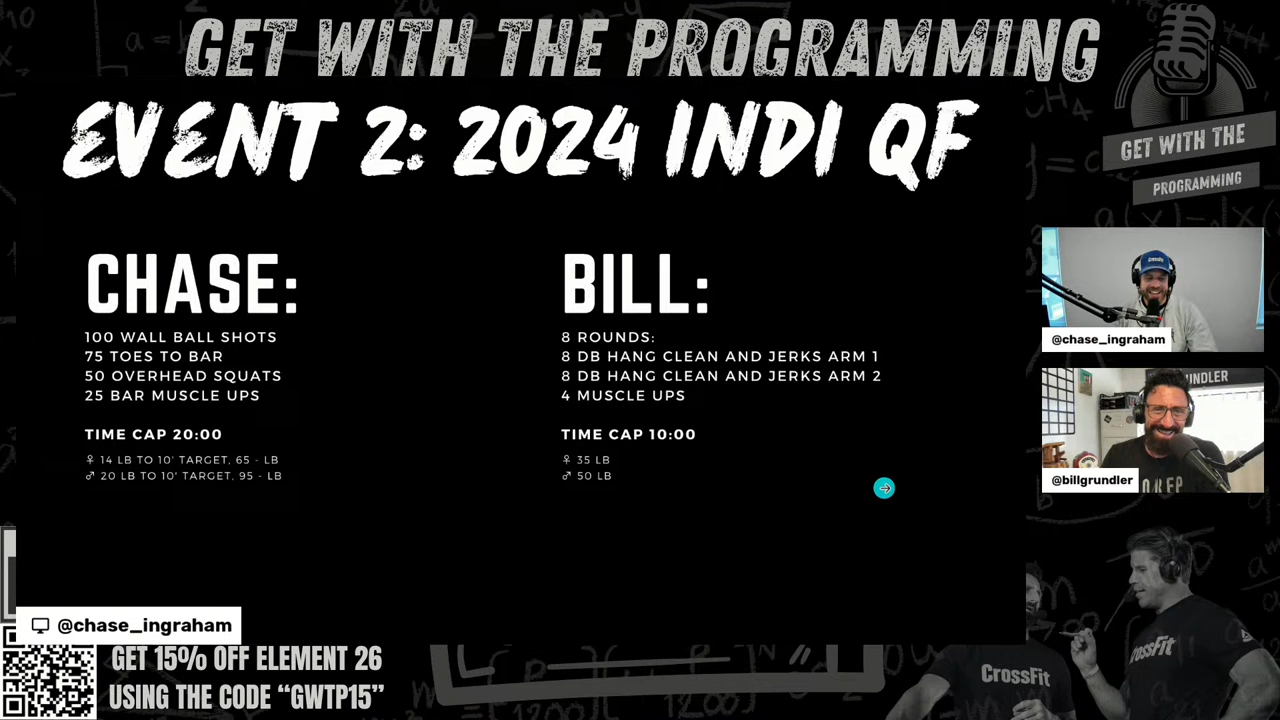 GET WITH THE PROGRAMMING
EVENT 2: 2024 INDI QF
GET WITH THE
PROGRAMMING
CHASE:
100 WALL BALL SHOTS
75 TOES TO BAR
50 OVERHEAD SQUATS
25 BAR MUSCLE UPS
TIME CAP 20:00
♀ 14 LB TO 10' TARGET, 65 - LB
♂ 20 LB TO 10' TARGET, 95 - LB
BILL:
8 ROUNDS:
8 DB HANG CLEAN AND JERKS ARM 1
8 DB HANG CLEAN AND JERKS ARM 2
4 MUSCLE UPS
TIME CAP 10:00
♀ 35 LB
♂ 50 LB
@chase_ingraham
@billgrundler
@chase_ingraham
GET 15% OFF ELEMENT 26
USING THE CODE “GWTP15”
CrossFit
CrossFit